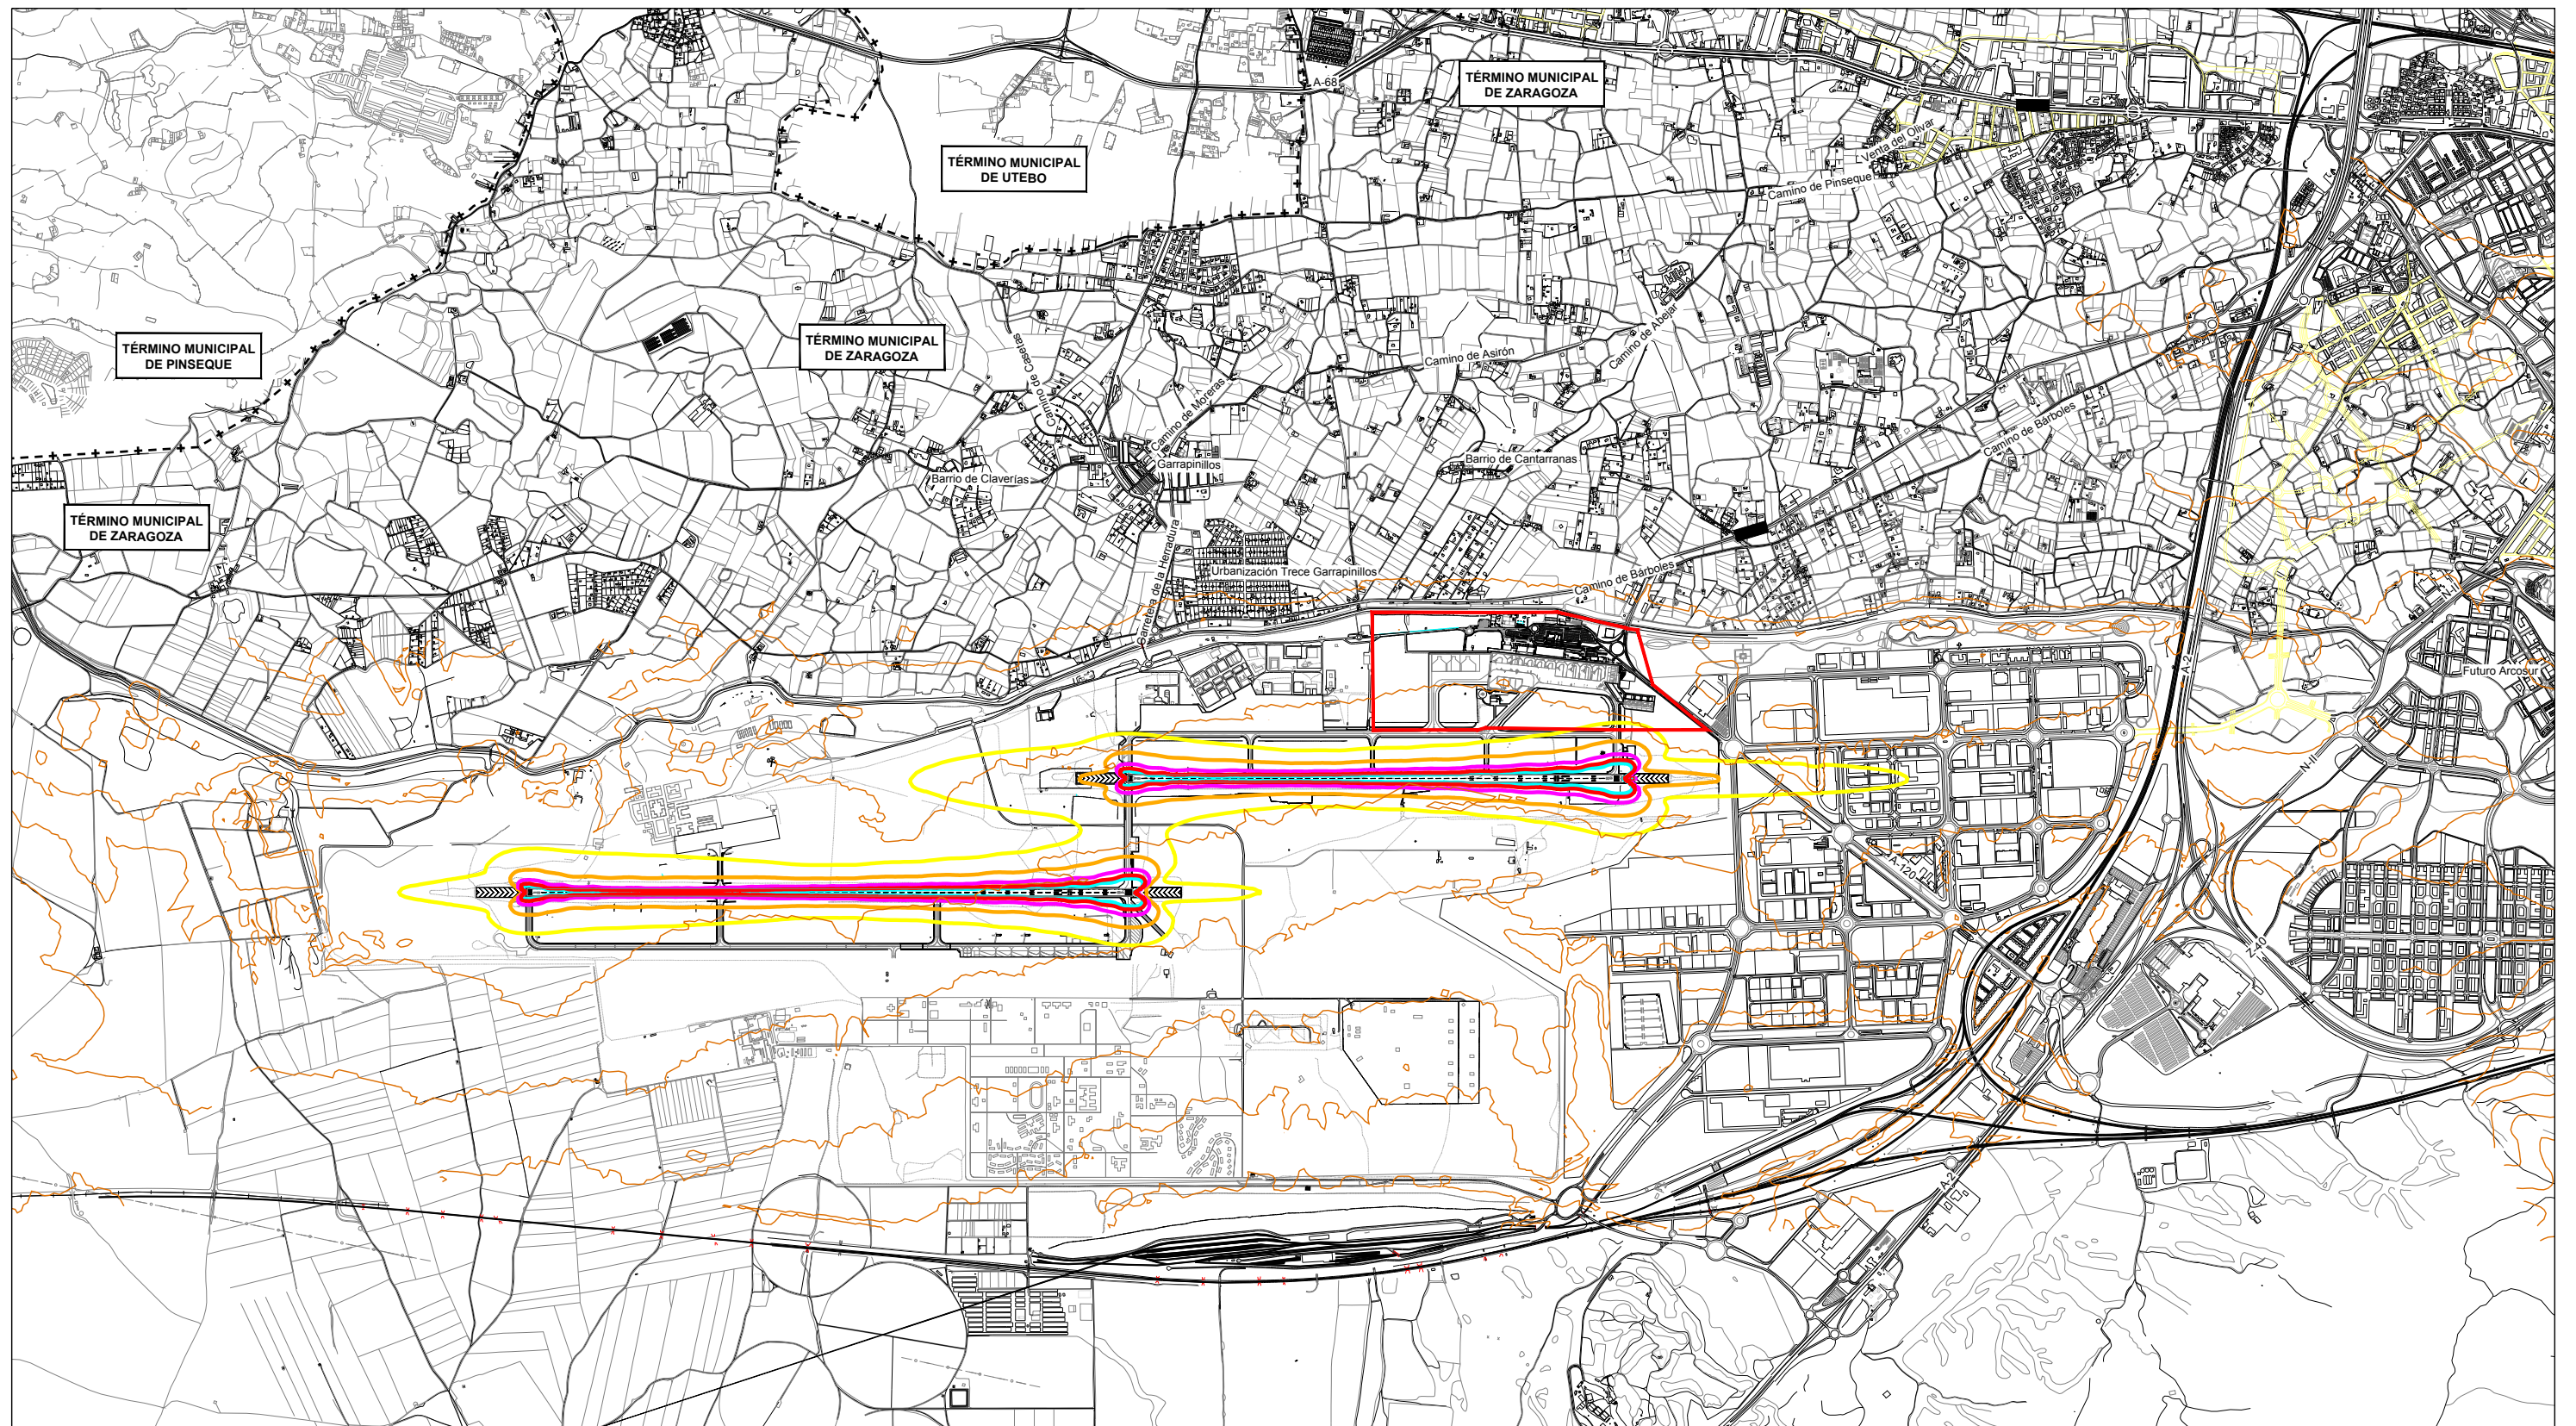 A-68
TÉRMINO MUNICIPAL
DE ZARAGOZA
TÉRMINO MUNICIPAL
DE UTEBO
Venta del Olivar
Camino de Pinseque
TÉRMINO MUNICIPAL
DE PINSEQUE
TÉRMINO MUNICIPAL
DE ZARAGOZA
Camino de Caseras
Camino de Asirón
Camino de Abejar
Camino de Moreras
Garrapinillos
Barrio de Claverías
Barrio de Cantarranas
Camino de Bárboles
TÉRMINO MUNICIPAL
DE ZARAGOZA
Carretera de la Herradura
Urbanización Trece Garrapinillos
Camino de Bárboles
N-II
A-2
Futuro Arcosur
N-II
A-120
Z-40
A-2